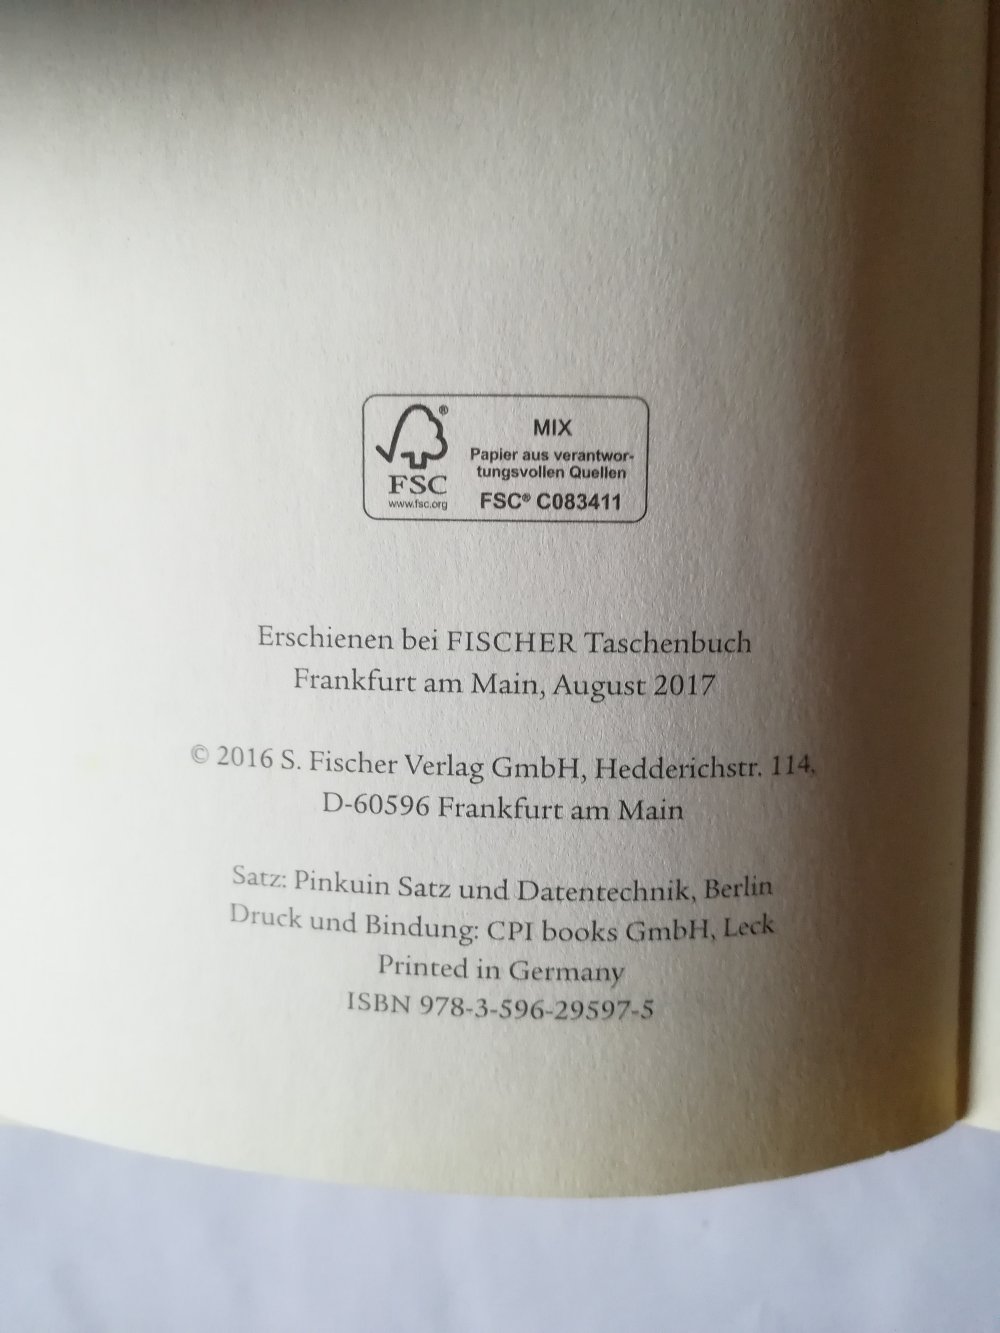 MIX
Papier aus verantwor-
tungsvollen Quellen
FSC® C083411
®
FSC
www.fsc.org
Erschienen bei FISCHER Taschenbuch
Frankfurt am Main, August 2017
© 2016 S. Fischer Verlag GmbH, Hedderichstr. 114,
D-60596 Frankfurt am Main
Satz: Pinkuin Satz und Datentechnik, Berlin
Druck und Bindung: CPI books GmbH, Leck
Printed in Germany
ISBN 978-3-596-29597-5